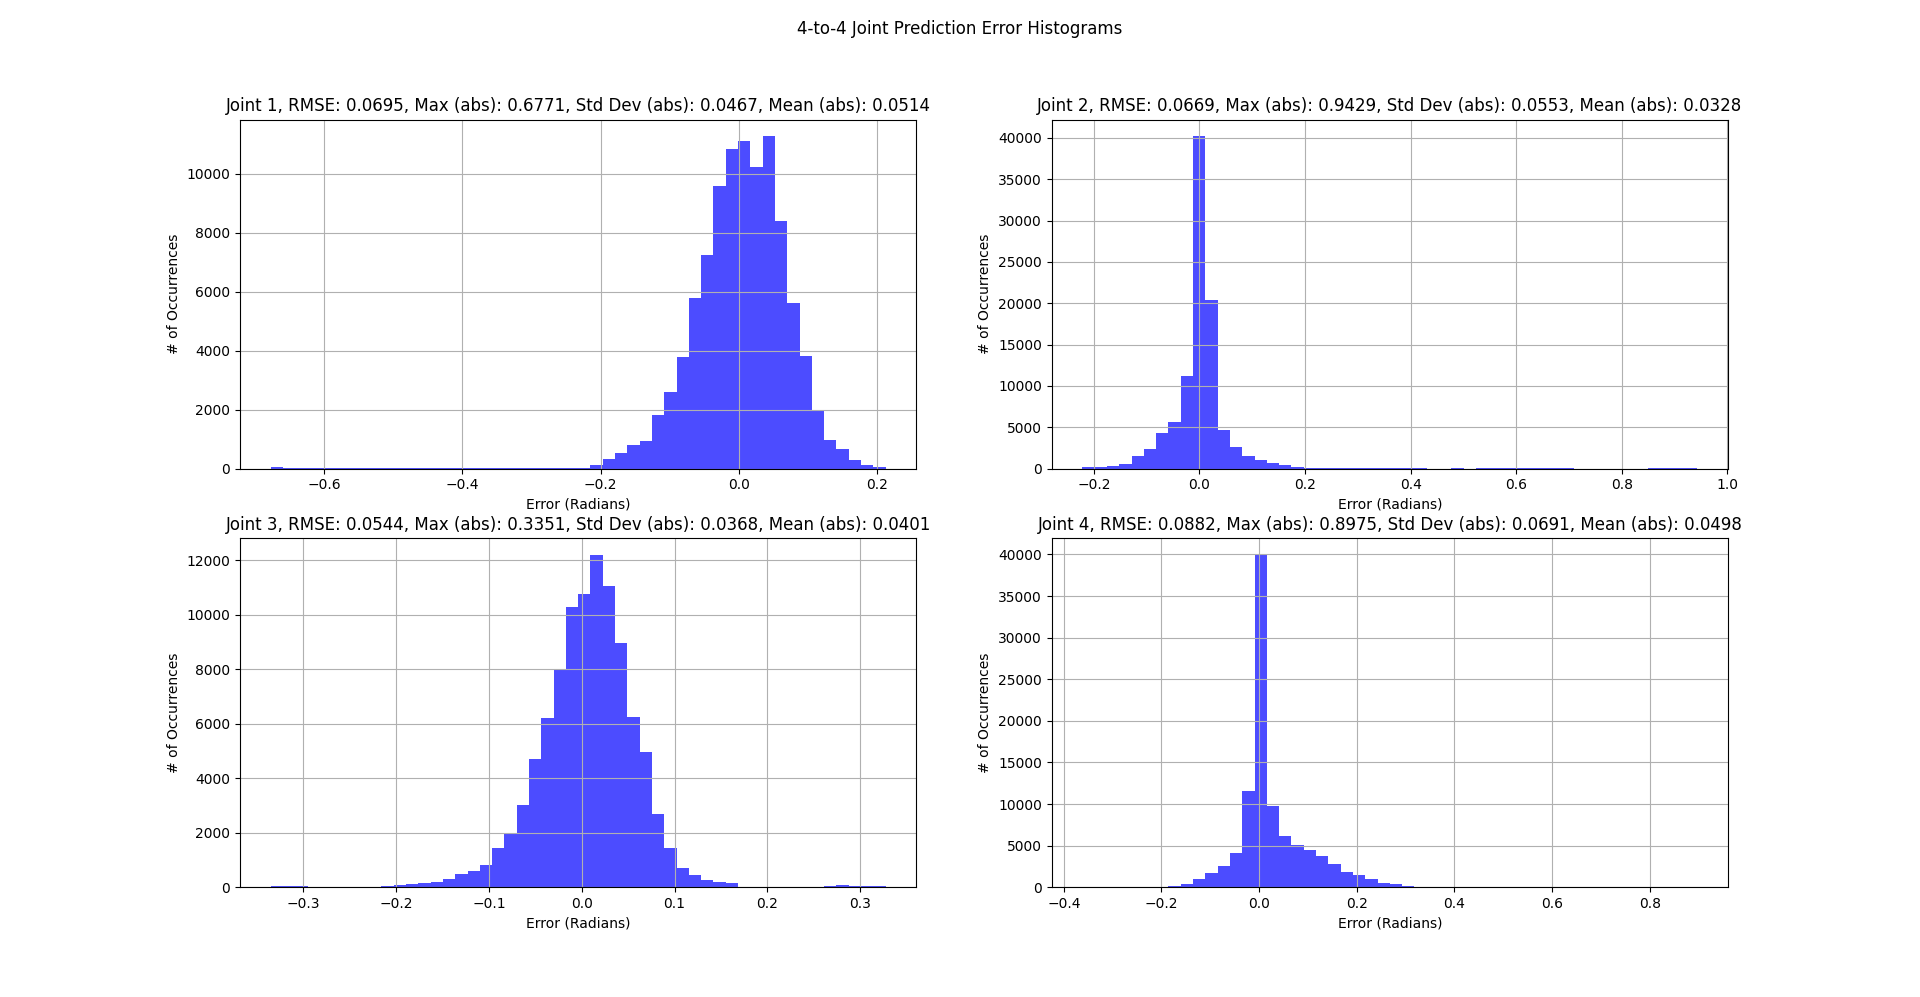 4-to-4 Joint Prediction Error Histograms
Joint 1, RMSE: 0.0695, Max (abs): 0.6771, Std Dev (abs): 0.0467, Mean (abs): 0.0514
# of Occurrences
10000
8000
6000
4000
2000
0
−0.6 −0.4 −0.2 0.0 0.2
Error (Radians)
Joint 2, RMSE: 0.0669, Max (abs): 0.9429, Std Dev (abs): 0.0553, Mean (abs): 0.0328
# of Occurrences
40000
35000
30000
25000
20000
15000
10000
5000
0
−0.2 0.0 0.2 0.4 0.6 0.8 1.0
Error (Radians)
Joint 3, RMSE: 0.0544, Max (abs): 0.3351, Std Dev (abs): 0.0368, Mean (abs): 0.0401
# of Occurrences
12000
10000
8000
6000
4000
2000
0
−0.3 −0.2 −0.1 0.0 0.1 0.2 0.3
Error (Radians)
Joint 4, RMSE: 0.0882, Max (abs): 0.8975, Std Dev (abs): 0.0691, Mean (abs): 0.0498
# of Occurrences
40000
35000
30000
25000
20000
15000
10000
5000
0
−0.4 −0.2 0.0 0.2 0.4 0.6 0.8
Error (Radians)